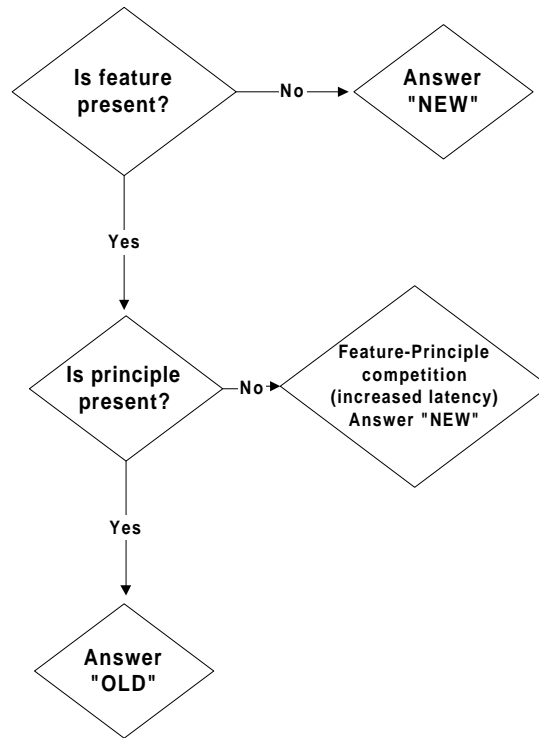 Is feature
present?
No
Answer
"NEW"
Yes
Is principle
present?
No
Feature-Principle
competition
(increased latency)
Answer "NEW"
Yes
Answer
"OLD"